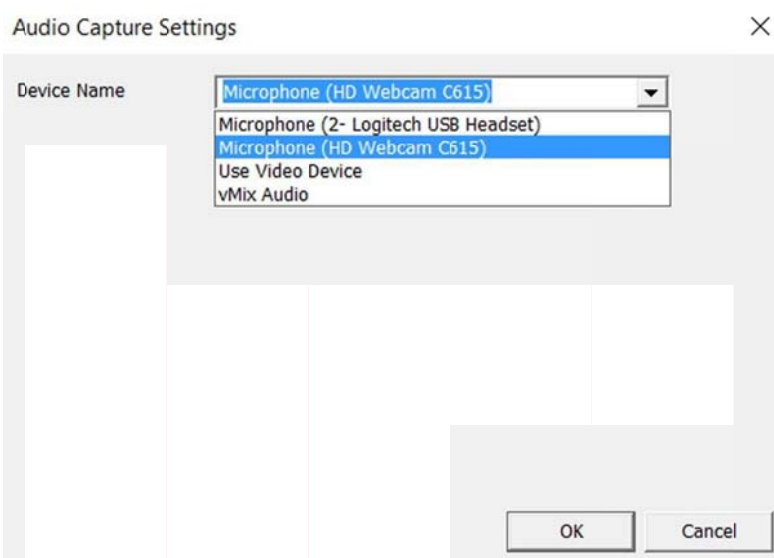 Audio Capture Settings
Device Name
Microphone (HD Webcam C615)
Microphone (2- Logitech USB Headset)
Microphone (HD Webcam C615)
Use Video Device
vMix Audio
OK
Cancel